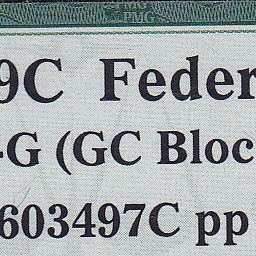 PMG
9C Feder
-G (GC Bloc
603497C pp